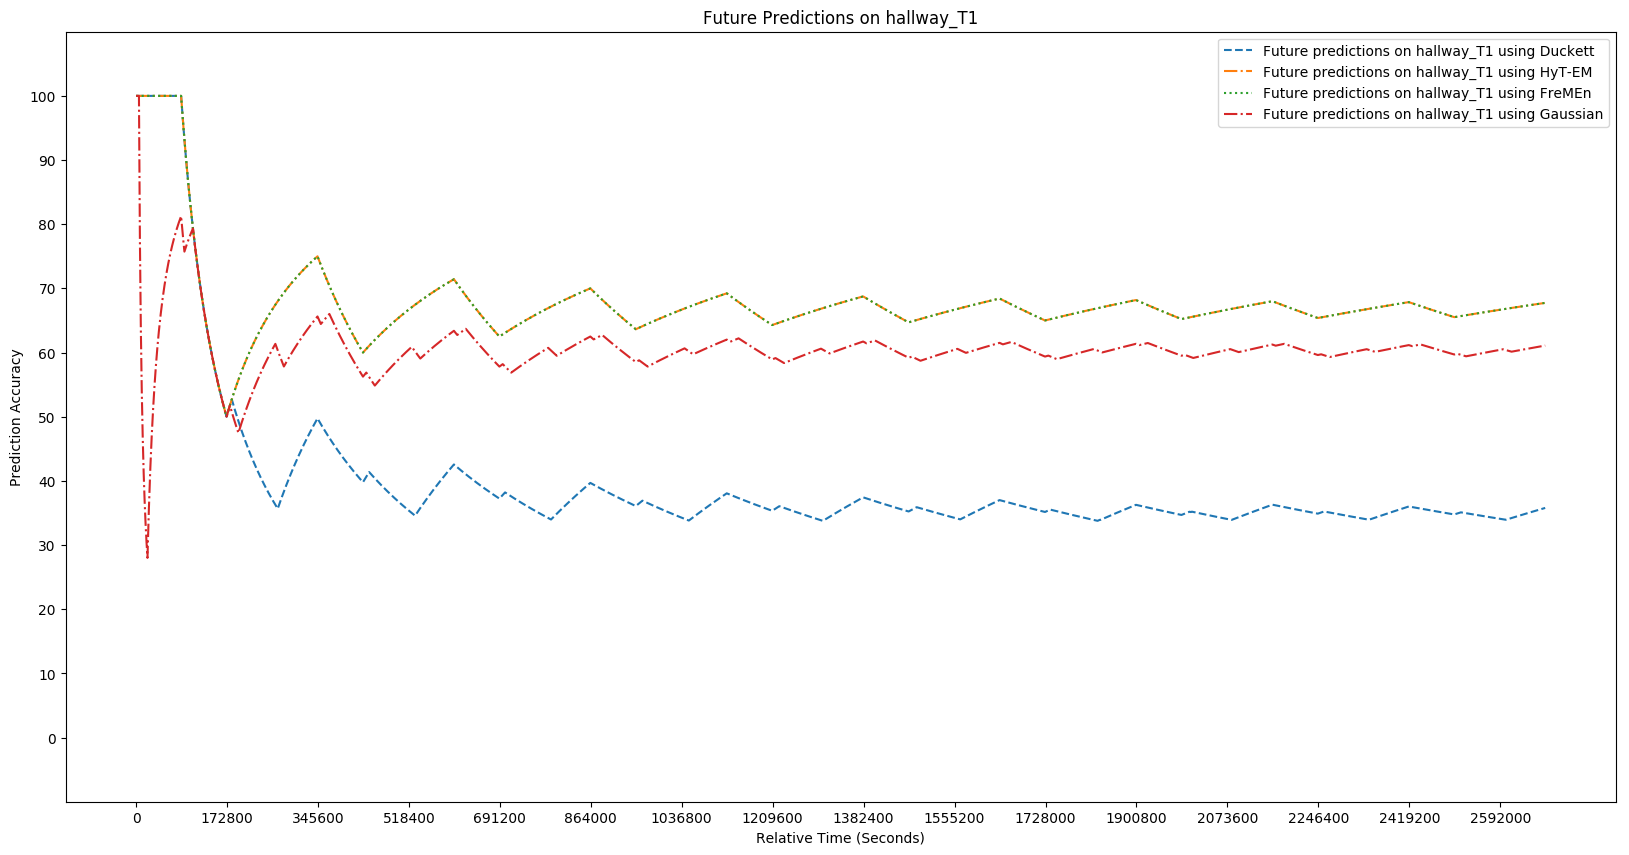 Future Predictions on hallway_T1
Future predictions on hallway_T1 using Duckett
Future predictions on hallway_T1 using HyT-EM
Future predictions on hallway_T1 using FreMEn
Future predictions on hallway_T1 using Gaussian
Prediction Accuracy
100
90
80
70
60
50
40
30
20
10
0
0 172800 345600 518400 691200 864000 1036800 1209600 1382400 1555200 1728000 1900800 2073600 2246400 2419200 2592000
Relative Time (Seconds)